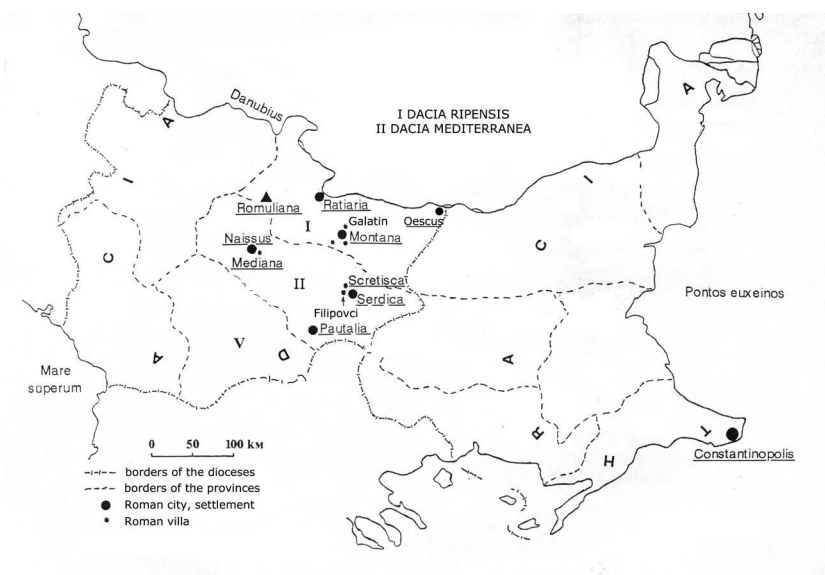 I DACIA RIPENSIS
II DACIA MEDITERRANEA
Danubius
A
A
I
I
C
C
A
D
V
A
R
H
T
Romuliana
Ratiaria
I
Galatin
Montana
Oescus
Naissus
Mediana
II
Scretisca
Serdica
Filipovci
Pautalia
Pontos euxeinos
Mare
superum
Constantinopolis
0 50 100 KM
borders of the dioceses
borders of the provinces
Roman city, settlement
Roman villa